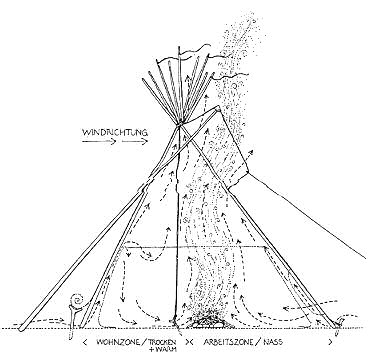 WINDRICHTUNG
WOHNZONE/TROCKEN
+ WARM
ARBEITSZONE/NASS